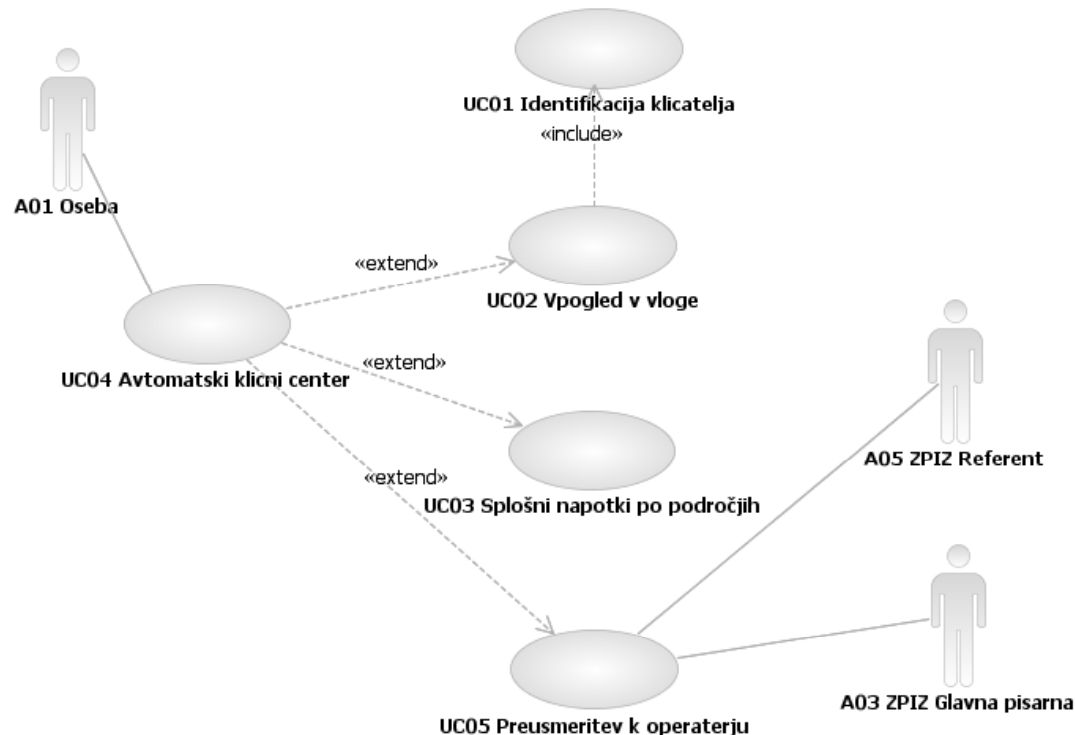 UC01 Identifikacija klicatelja
«include»
A01 Oseba
«extend»
UC02 Vpogled v vloge
«extend»
UC04 Avtomatski klicni center
A05 ZPIZ Referent
«extend»
UC03 Splošni napotki po področjih
A03 ZPIZ Glavna pisarna
UC05 Preusmeritev k operaterju